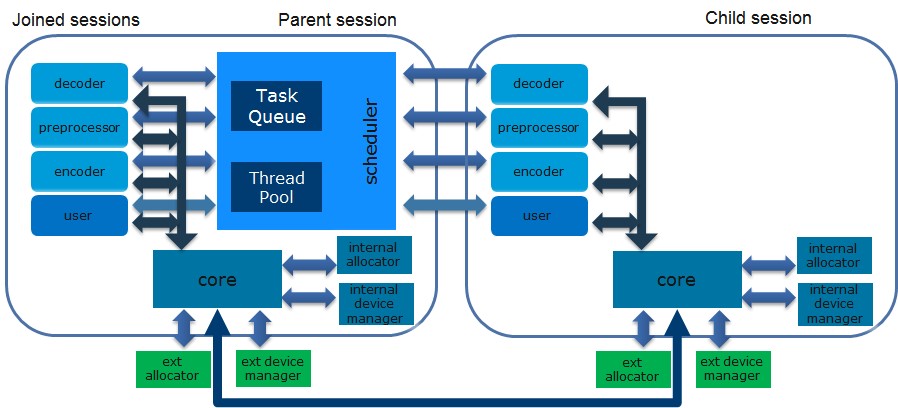 Joined sessions
Parent session
Child session
decoder
preprocessor
encoder
user
Task
Queue
Thread
Pool
scheduler
core
internal
allocator
internal
device
manager
ext
allocator
ext device
manager
decoder
preprocessor
encoder
user
core
internal
allocator
internal
device
manager
ext
allocator
ext device
manager